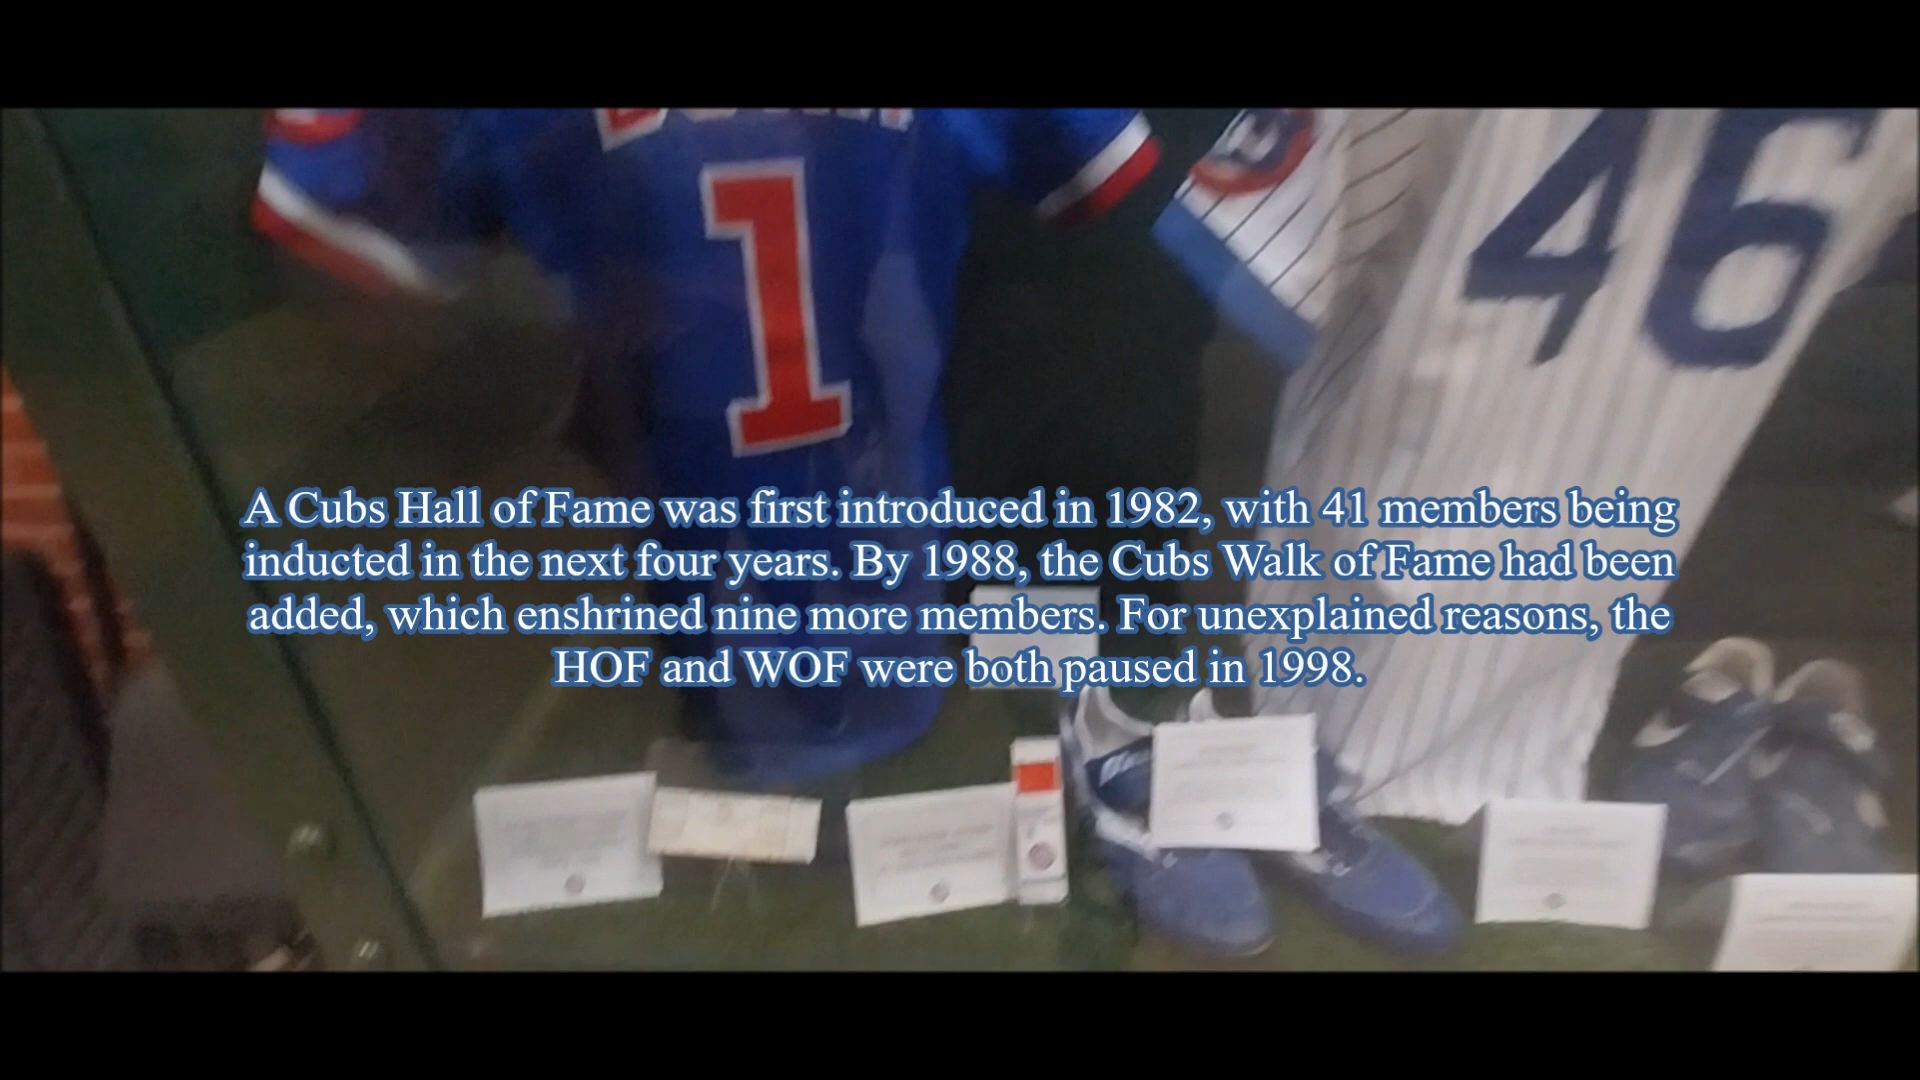 1
46
A Cubs Hall of Fame was first introduced in 1982, with 41 members being
inducted in the next four years. By 1988, the Cubs Walk of Fame had been
added, which enshrined nine more members. For unexplained reasons, the
HOF and WOF were both paused in 1998.